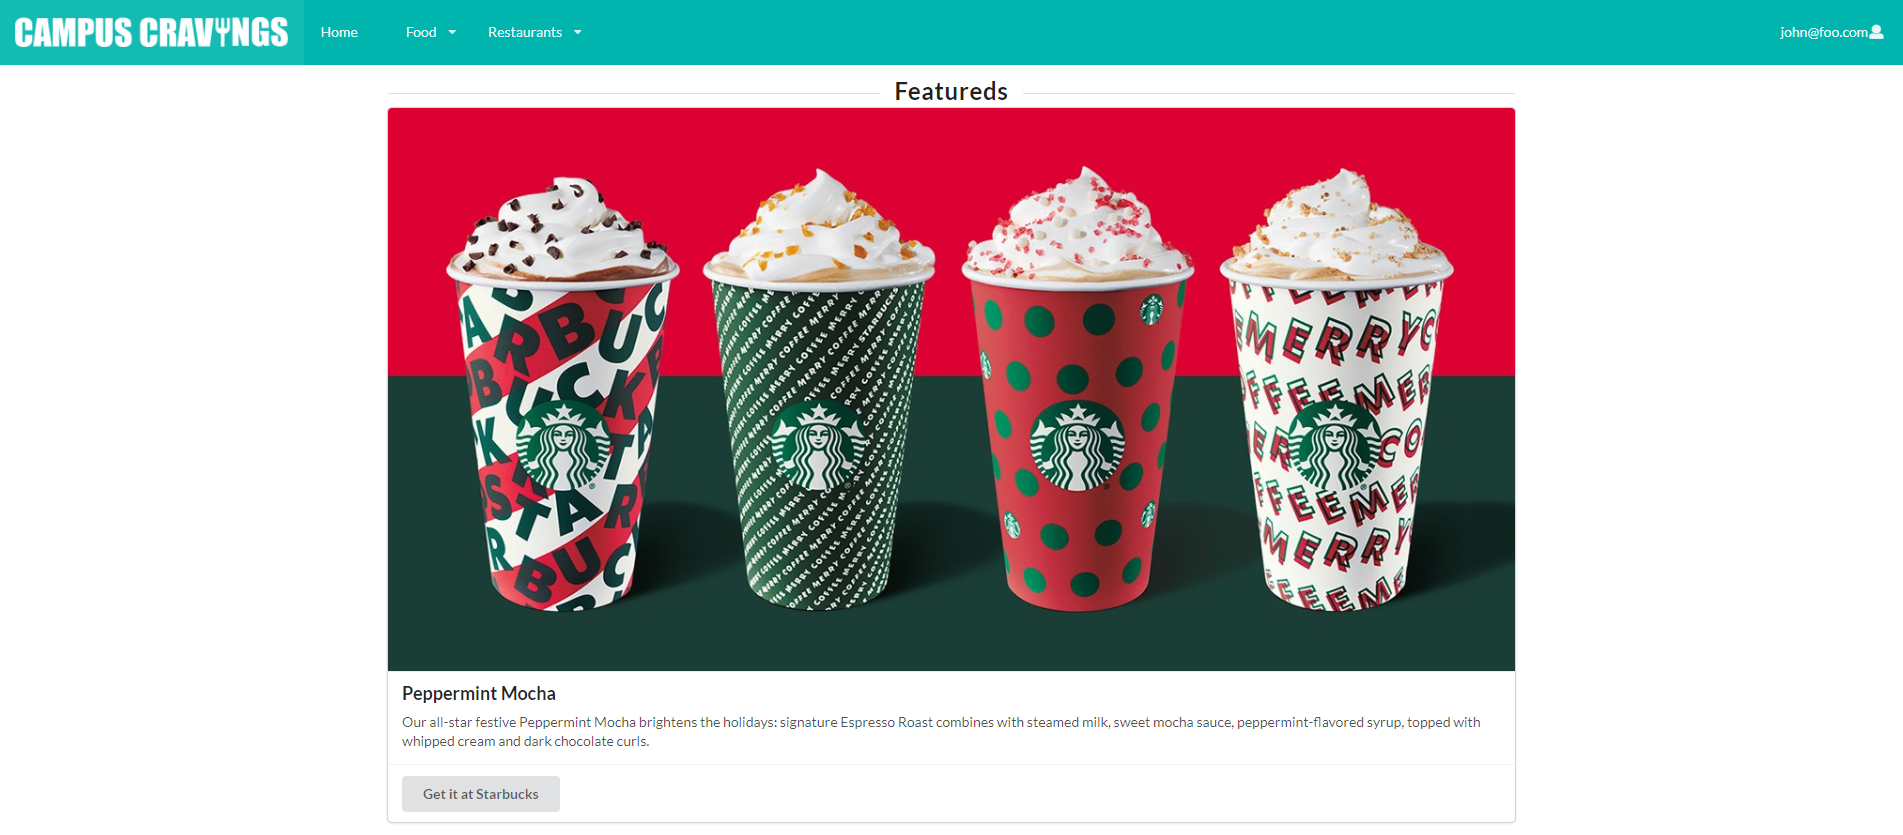 CAMPUS CRAVINGS
Home
Food
Restaurants
john@foo.com
Featureds
Peppermint Mocha
Our all-star festive Peppermint Mocha brightens the holidays: signature Espresso Roast combines with steamed milk, sweet mocha sauce, peppermint-flavored syrup, topped with
whipped cream and dark chocolate curls.
Get it at Starbucks